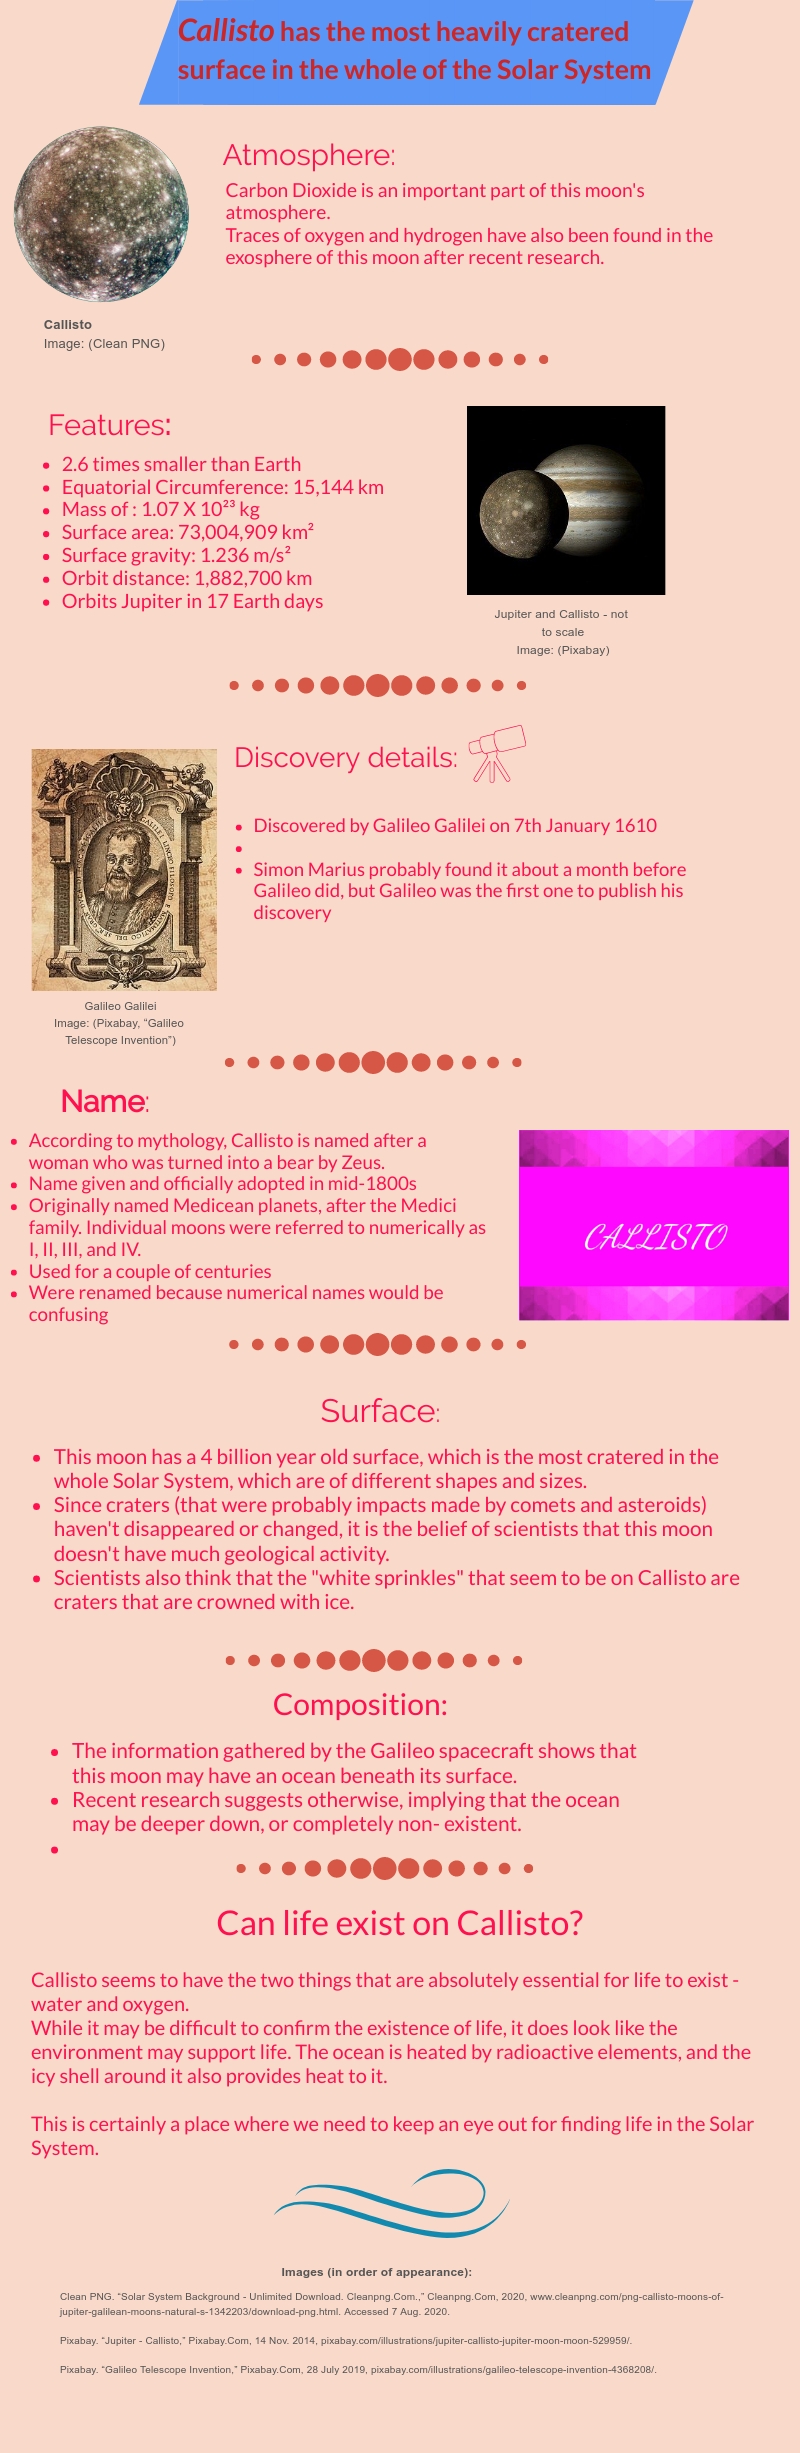 Callisto has the most heavily cratered
surface in the whole of the Solar System
Atmosphere:
Carbon Dioxide is an important part of this moon's
atmosphere.
Traces of oxygen and hydrogen have also been found in the
exosphere of this moon after recent research.
Callisto
Image: (Clean PNG)
Features:
• 2.6 times smaller than Earth
• Equatorial Circumference: 15,144 km
• Mass of : 1.07 X 10²³ kg
• Surface area: 73,004,909 km²
• Surface gravity: 1.236 m/s²
• Orbit distance: 1,882,700 km
• Orbits Jupiter in 17 Earth days
Jupiter and Callisto - not
to scale
Image: (Pixabay)
Discovery details:
• Discovered by Galileo Galilei on 7th January 1610
•
• Simon Marius probably found it about a month before
Galileo did, but Galileo was the first one to publish his
discovery
Galileo Galilei
Image: (Pixabay, “Galileo
Telescope Invention”)
Name:
• According to mythology, Callisto is named after a
woman who was turned into a bear by Zeus.
• Name given and officially adopted in mid-1800s
• Originally named Medicean planets, after the Medici
family. Individual moons were referred to numerically as
I, II, III, and IV.
• Used for a couple of centuries
• Were renamed because numerical names would be
confusing
CALLISTO
Surface:
• This moon has a 4 billion year old surface, which is the most cratered in the
whole Solar System, which are of different shapes and sizes.
• Since craters (that were probably impacts made by comets and asteroids)
haven't disappeared or changed, it is the belief of scientists that this moon
doesn't have much geological activity.
• Scientists also think that the "white sprinkles" that seem to be on Callisto are
craters that are crowned with ice.
Composition:
• The information gathered by the Galileo spacecraft shows that
this moon may have an ocean beneath its surface.
• Recent research suggests otherwise, implying that the ocean
may be deeper down, or completely non- existent.
•
Can life exist on Callisto?
Callisto seems to have the two things that are absolutely essential for life to exist -
water and oxygen.
While it may be difficult to confirm the existence of life, it does look like the
environment may support life. The ocean is heated by radioactive elements, and the
icy shell around it also provides heat to it.
This is certainly a place where we need to keep an eye out for finding life in the Solar
System.
Images (in order of appearance):
Clean PNG. “Solar System Background - Unlimited Download. Cleanpng.Com.,” Cleanpng.Com, 2020, www.cleanpng.com/png-callisto-moons-of-
jupiter-galilean-moons-natural-s-1342203/download-png.html. Accessed 7 Aug. 2020.
Pixabay. “Jupiter - Callisto,” Pixabay.Com, 14 Nov. 2014, pixabay.com/illustrations/jupiter-callisto-jupiter-moon-moon-529959/.
Pixabay. “Galileo Telescope Invention,” Pixabay.Com, 28 July 2019, pixabay.com/illustrations/galileo-telescope-invention-4368208/.